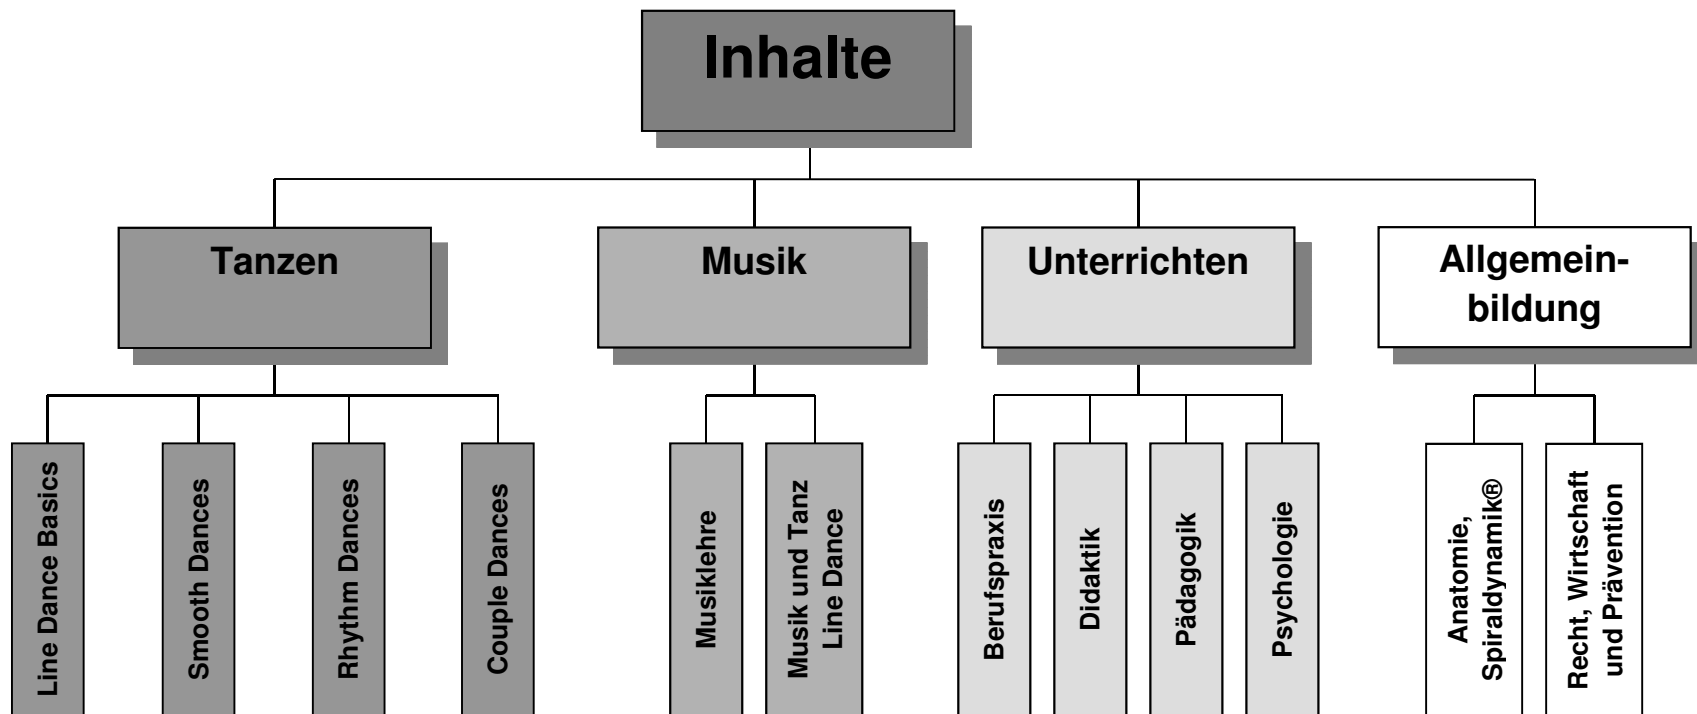 Inhalte
Tanzen
Musik
Unterrichten
Allgemein-
bildung
Line Dance Basics
Smooth Dances
Rhythm Dances
Couple Dances
Musiklehre
Musik und Tanz
Line Dance
Berufspraxis
Didaktik
Pädagogik
Psychologie
Anatomie,
Spiraldynamik®
Recht, Wirtschaft
und Prävention